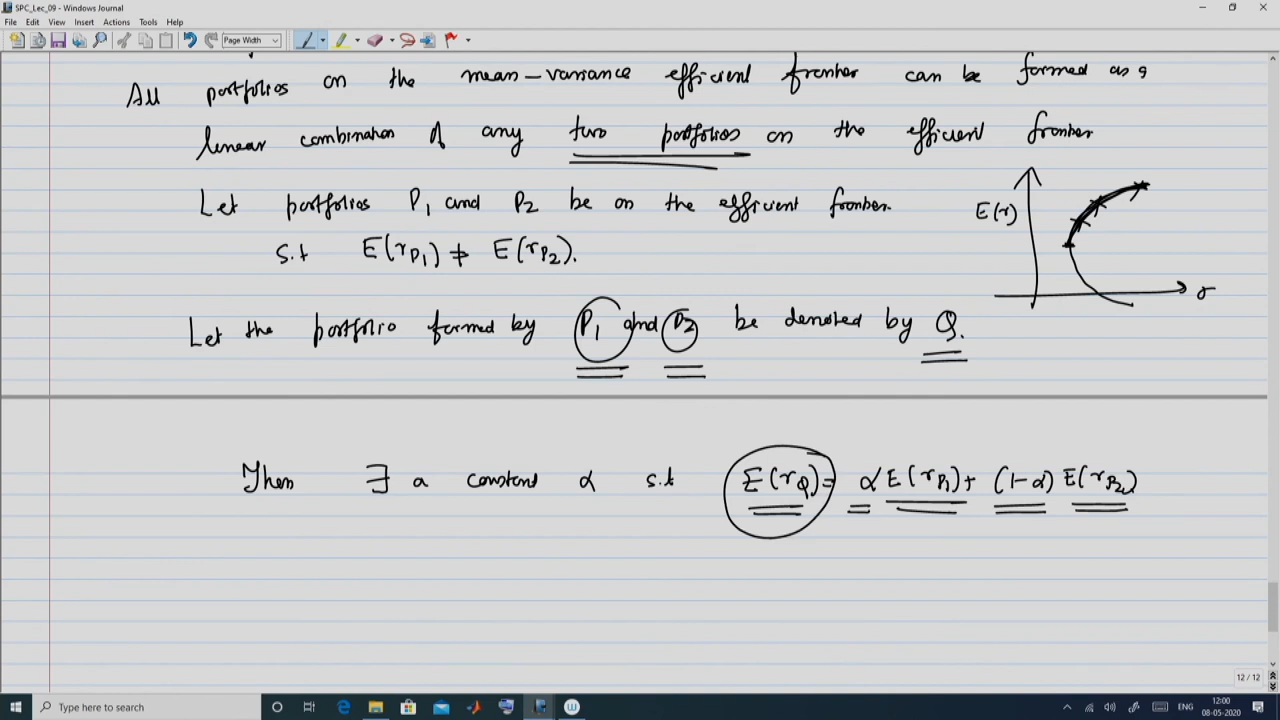 SPC_Lec_09 - Windows Journal
File Edit View Insert Actions Tools Help
Page Width
All portfolios on the mean-variance efficient frontier can be formed as a
linear combination of any two portfolios on the efficient frontier
Let portfolios P1 and P2 be on the efficient frontier.
s.t E(rP1) ≠ E(rP2).
E(r)
σ
Let the portfolio formed by P1 and P2 be denoted by Q.
Then ∃ a constant α s.t E(rQ) = α E(rP1) + (1-α) E(rP2)
12 / 12
Type here to search
ENG
12:00
08-05-2020